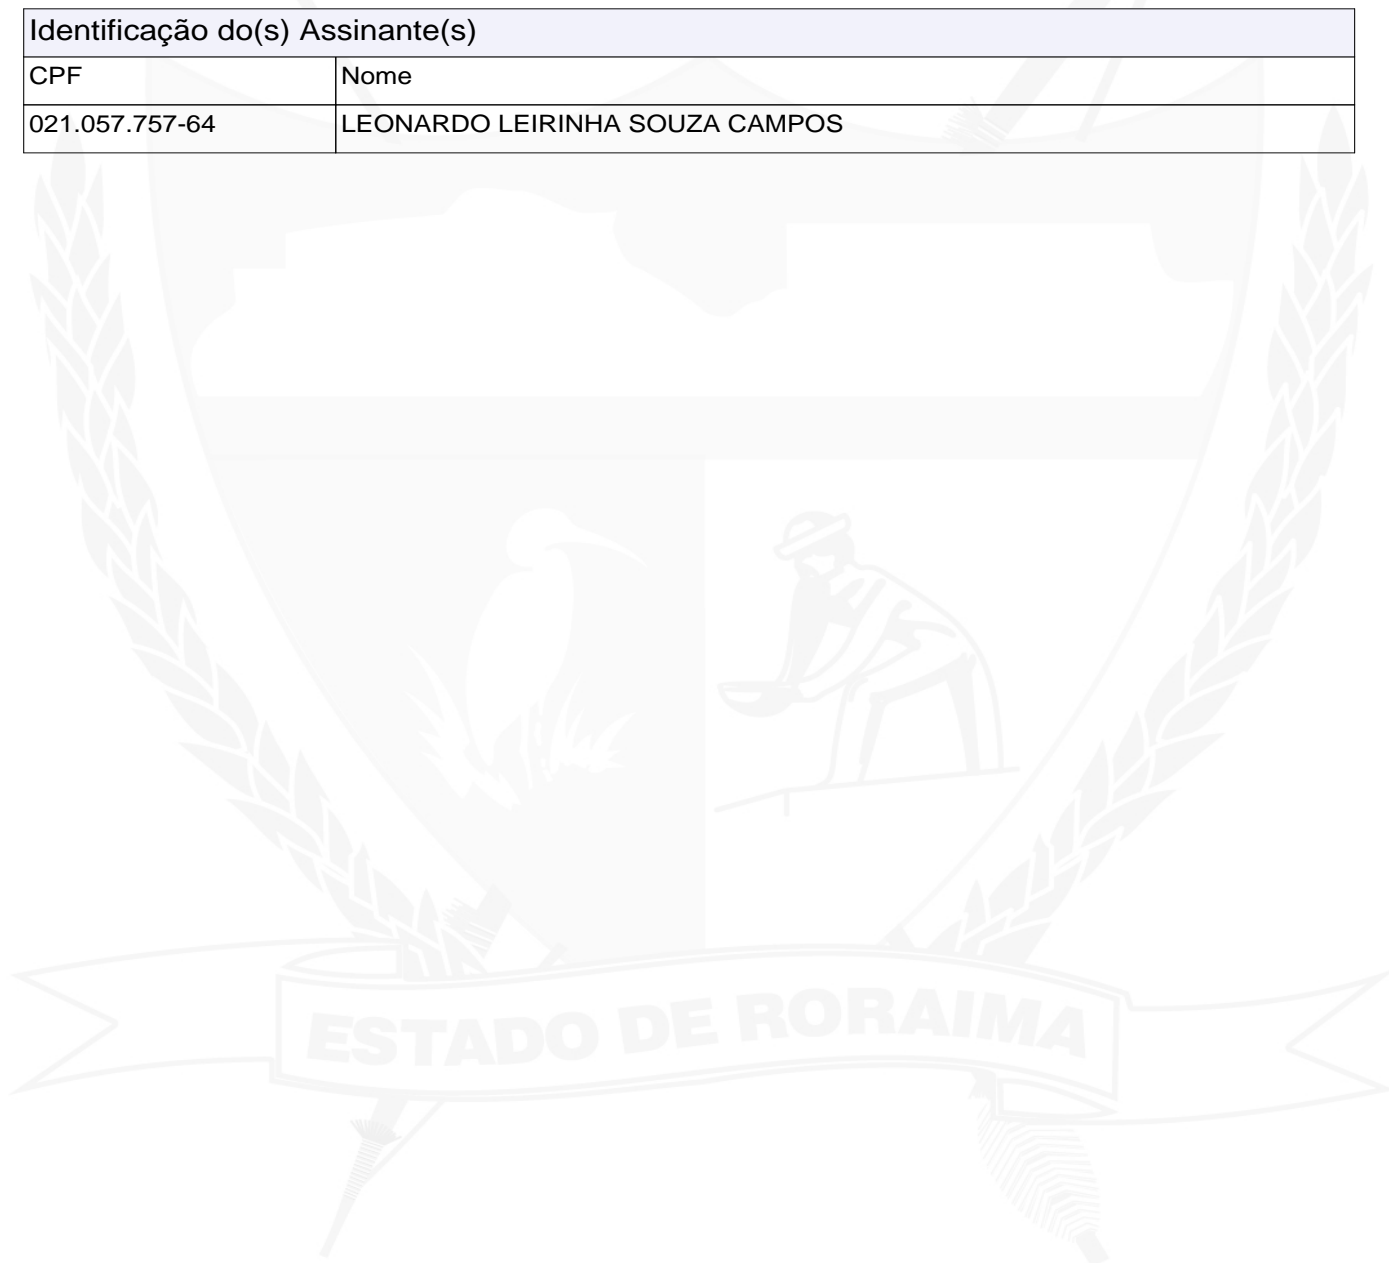 Identificação do(s) Assinante(s)
CPF Nome
021.057.757-64 LEONARDO LEIRINHA SOUZA CAMPOS
ESTADO DE RORAIMA